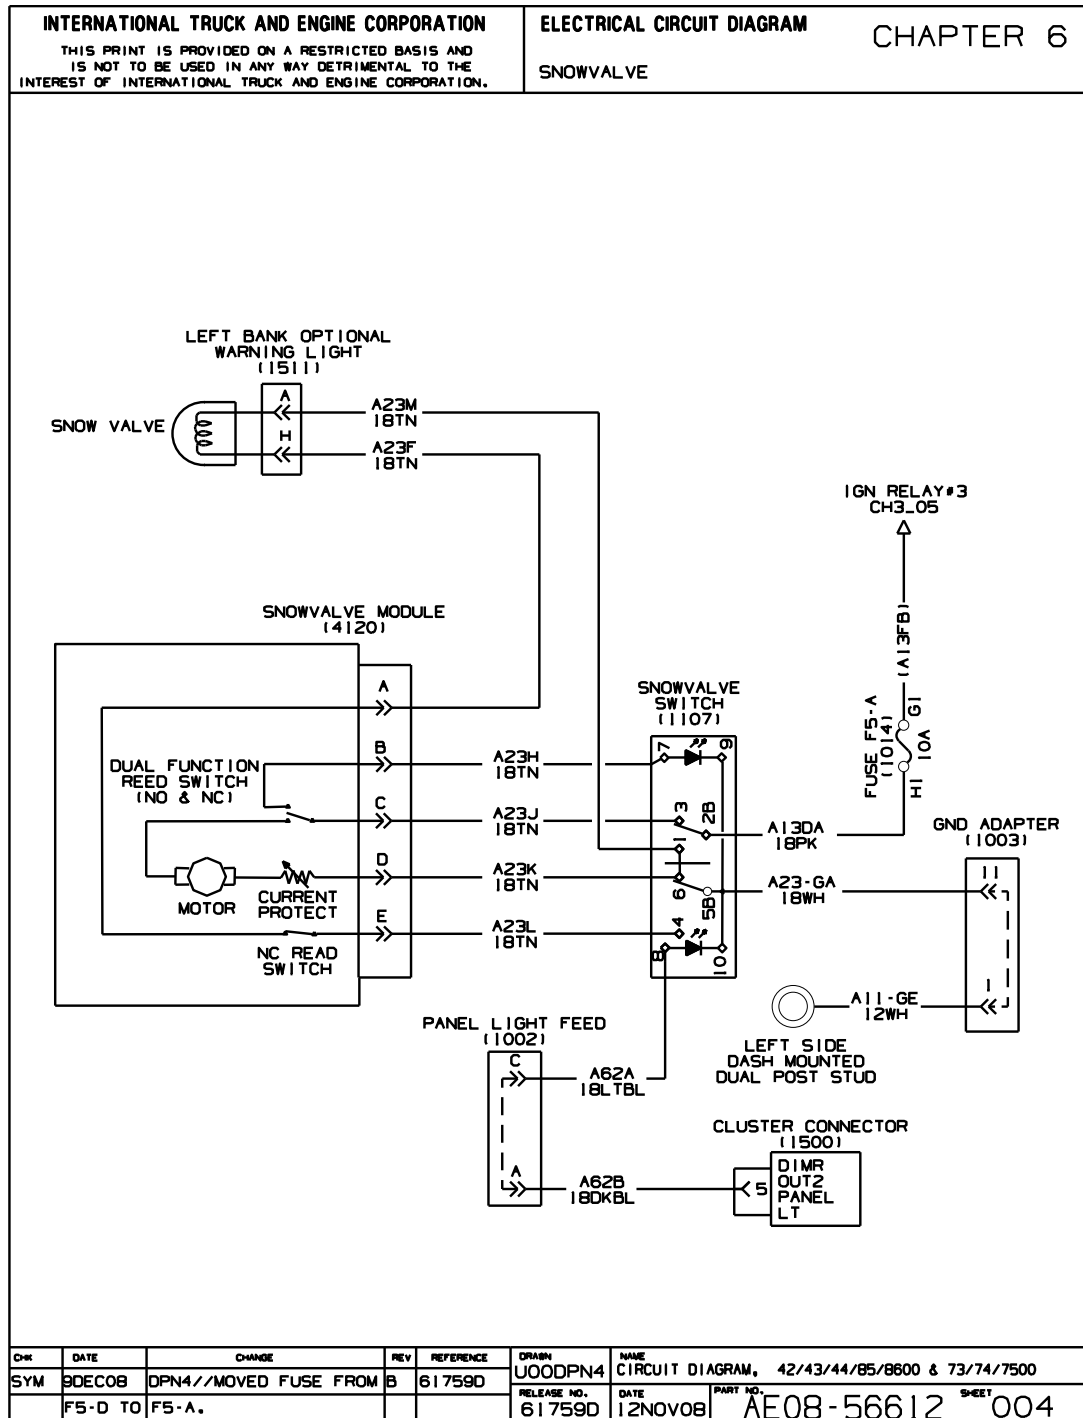 INTERNATIONAL TRUCK AND ENGINE CORPORATION
THIS PRINT IS PROVIDED ON A RESTRICTED BASIS AND
IS NOT TO BE USED IN ANY WAY DETRIMENTAL TO THE
INTEREST OF INTERNATIONAL TRUCK AND ENGINE CORPORATION.
ELECTRICAL CIRCUIT DIAGRAM
SNOWVALVE
CHAPTER 6
LEFT BANK OPTIONAL
WARNING LIGHT
(1511)
SNOW VALVE
A
H
A23M
18TN
A23F
18TN
IGN RELAY#3
CH3_05
(A13FB)
FUSE F5-A
(1014)
G1
10A
H1
SNOWVALVE MODULE
(4120)
A
B
C
D
E
DUAL FUNCTION
REED SWITCH
(NO & NC)
MOTOR
CURRENT
PROTECT
NC READ
SWITCH
A23H
18TN
A23J
18TN
A23K
18TN
A23L
18TN
SNOWVALVE
SWITCH
(1107)
7
9
3
2B
1
6
5B
4
8
10
A13DA
18PK
A23-GA
18WH
GND ADAPTER
(1003)
11
1
A11-GE
12WH
LEFT SIDE
DASH MOUNTED
DUAL POST STUD
PANEL LIGHT FEED
(1002)
C
A
A62A
18LTBL
A62B
18DKBL
CLUSTER CONNECTOR
(1500)
5
DIMR
OUT2
PANEL
LT
CHK DATE CHANGE REV REFERENCE
SYM 9DEC08 DPN4//MOVED FUSE FROM B 61759D
F5-D TO F5-A.
DRAWN
U00DPN4
NAME
CIRCUIT DIAGRAM, 42/43/44/85/8600 & 73/74/7500
RELEASE NO.
61759D
DATE
12NOV08
PART NO.
AE08-56612
SHEET
004